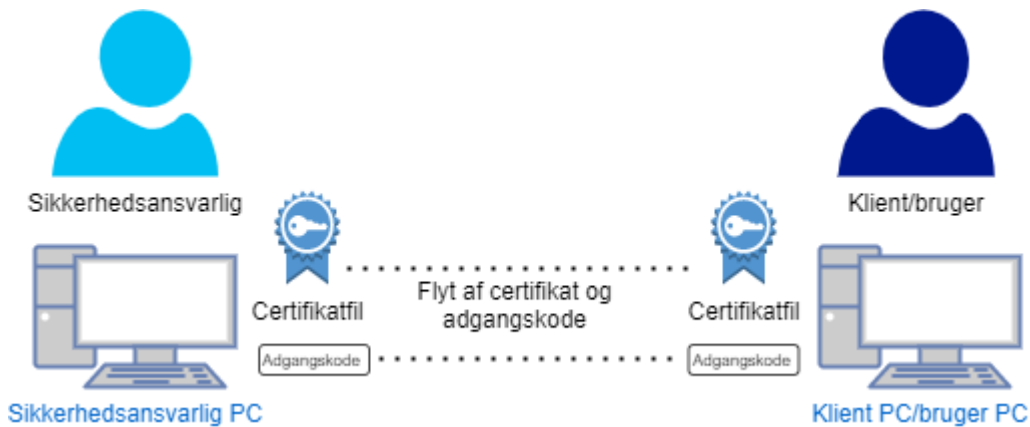 Sikkerhedsansvarlig
Klient/bruger
Certifikatfil
Flyt af certifikat og
adgangskode
Certifikatfil
Adgangskode
Adgangskode
Sikkerhedsansvarlig PC
Klient PC/bruger PC